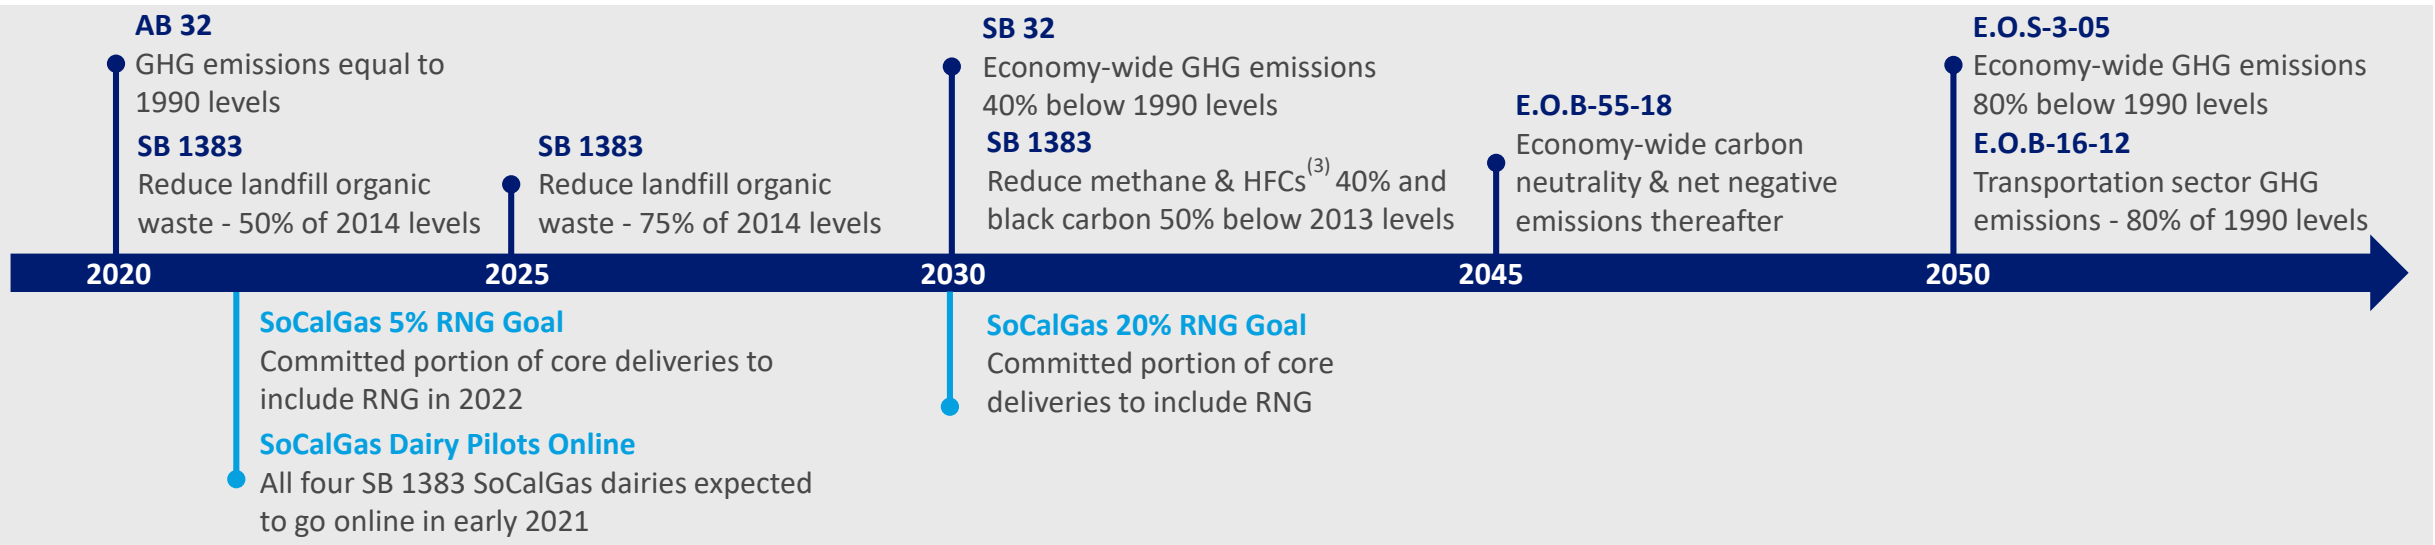 AB 32
GHG emissions equal to
1990 levels
SB 1383
Reduce landfill organic
waste - 50% of 2014 levels
SB 1383
Reduce landfill organic
waste - 75% of 2014 levels
SB 32
Economy-wide GHG emissions
40% below 1990 levels
SB 1383
Reduce methane & HFCs(3) 40% and
black carbon 50% below 2013 levels
E.O.B-55-18
Economy-wide carbon
neutrality & net negative
emissions thereafter
E.O.S-3-05
Economy-wide GHG emissions
80% below 1990 levels
E.O.B-16-12
Transportation sector GHG
emissions - 80% of 1990 levels
2020 2025 2030 2045 2050
SoCalGas 5% RNG Goal
Committed portion of core deliveries to
include RNG in 2022
SoCalGas Dairy Pilots Online
All four SB 1383 SoCalGas dairies expected
to go online in early 2021
SoCalGas 20% RNG Goal
Committed portion of core
deliveries to include RNG